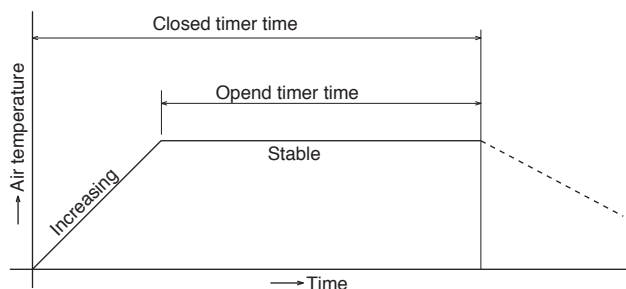 Closed timer time
Opend timer time
Stable
Increasing
Air temperature
Time